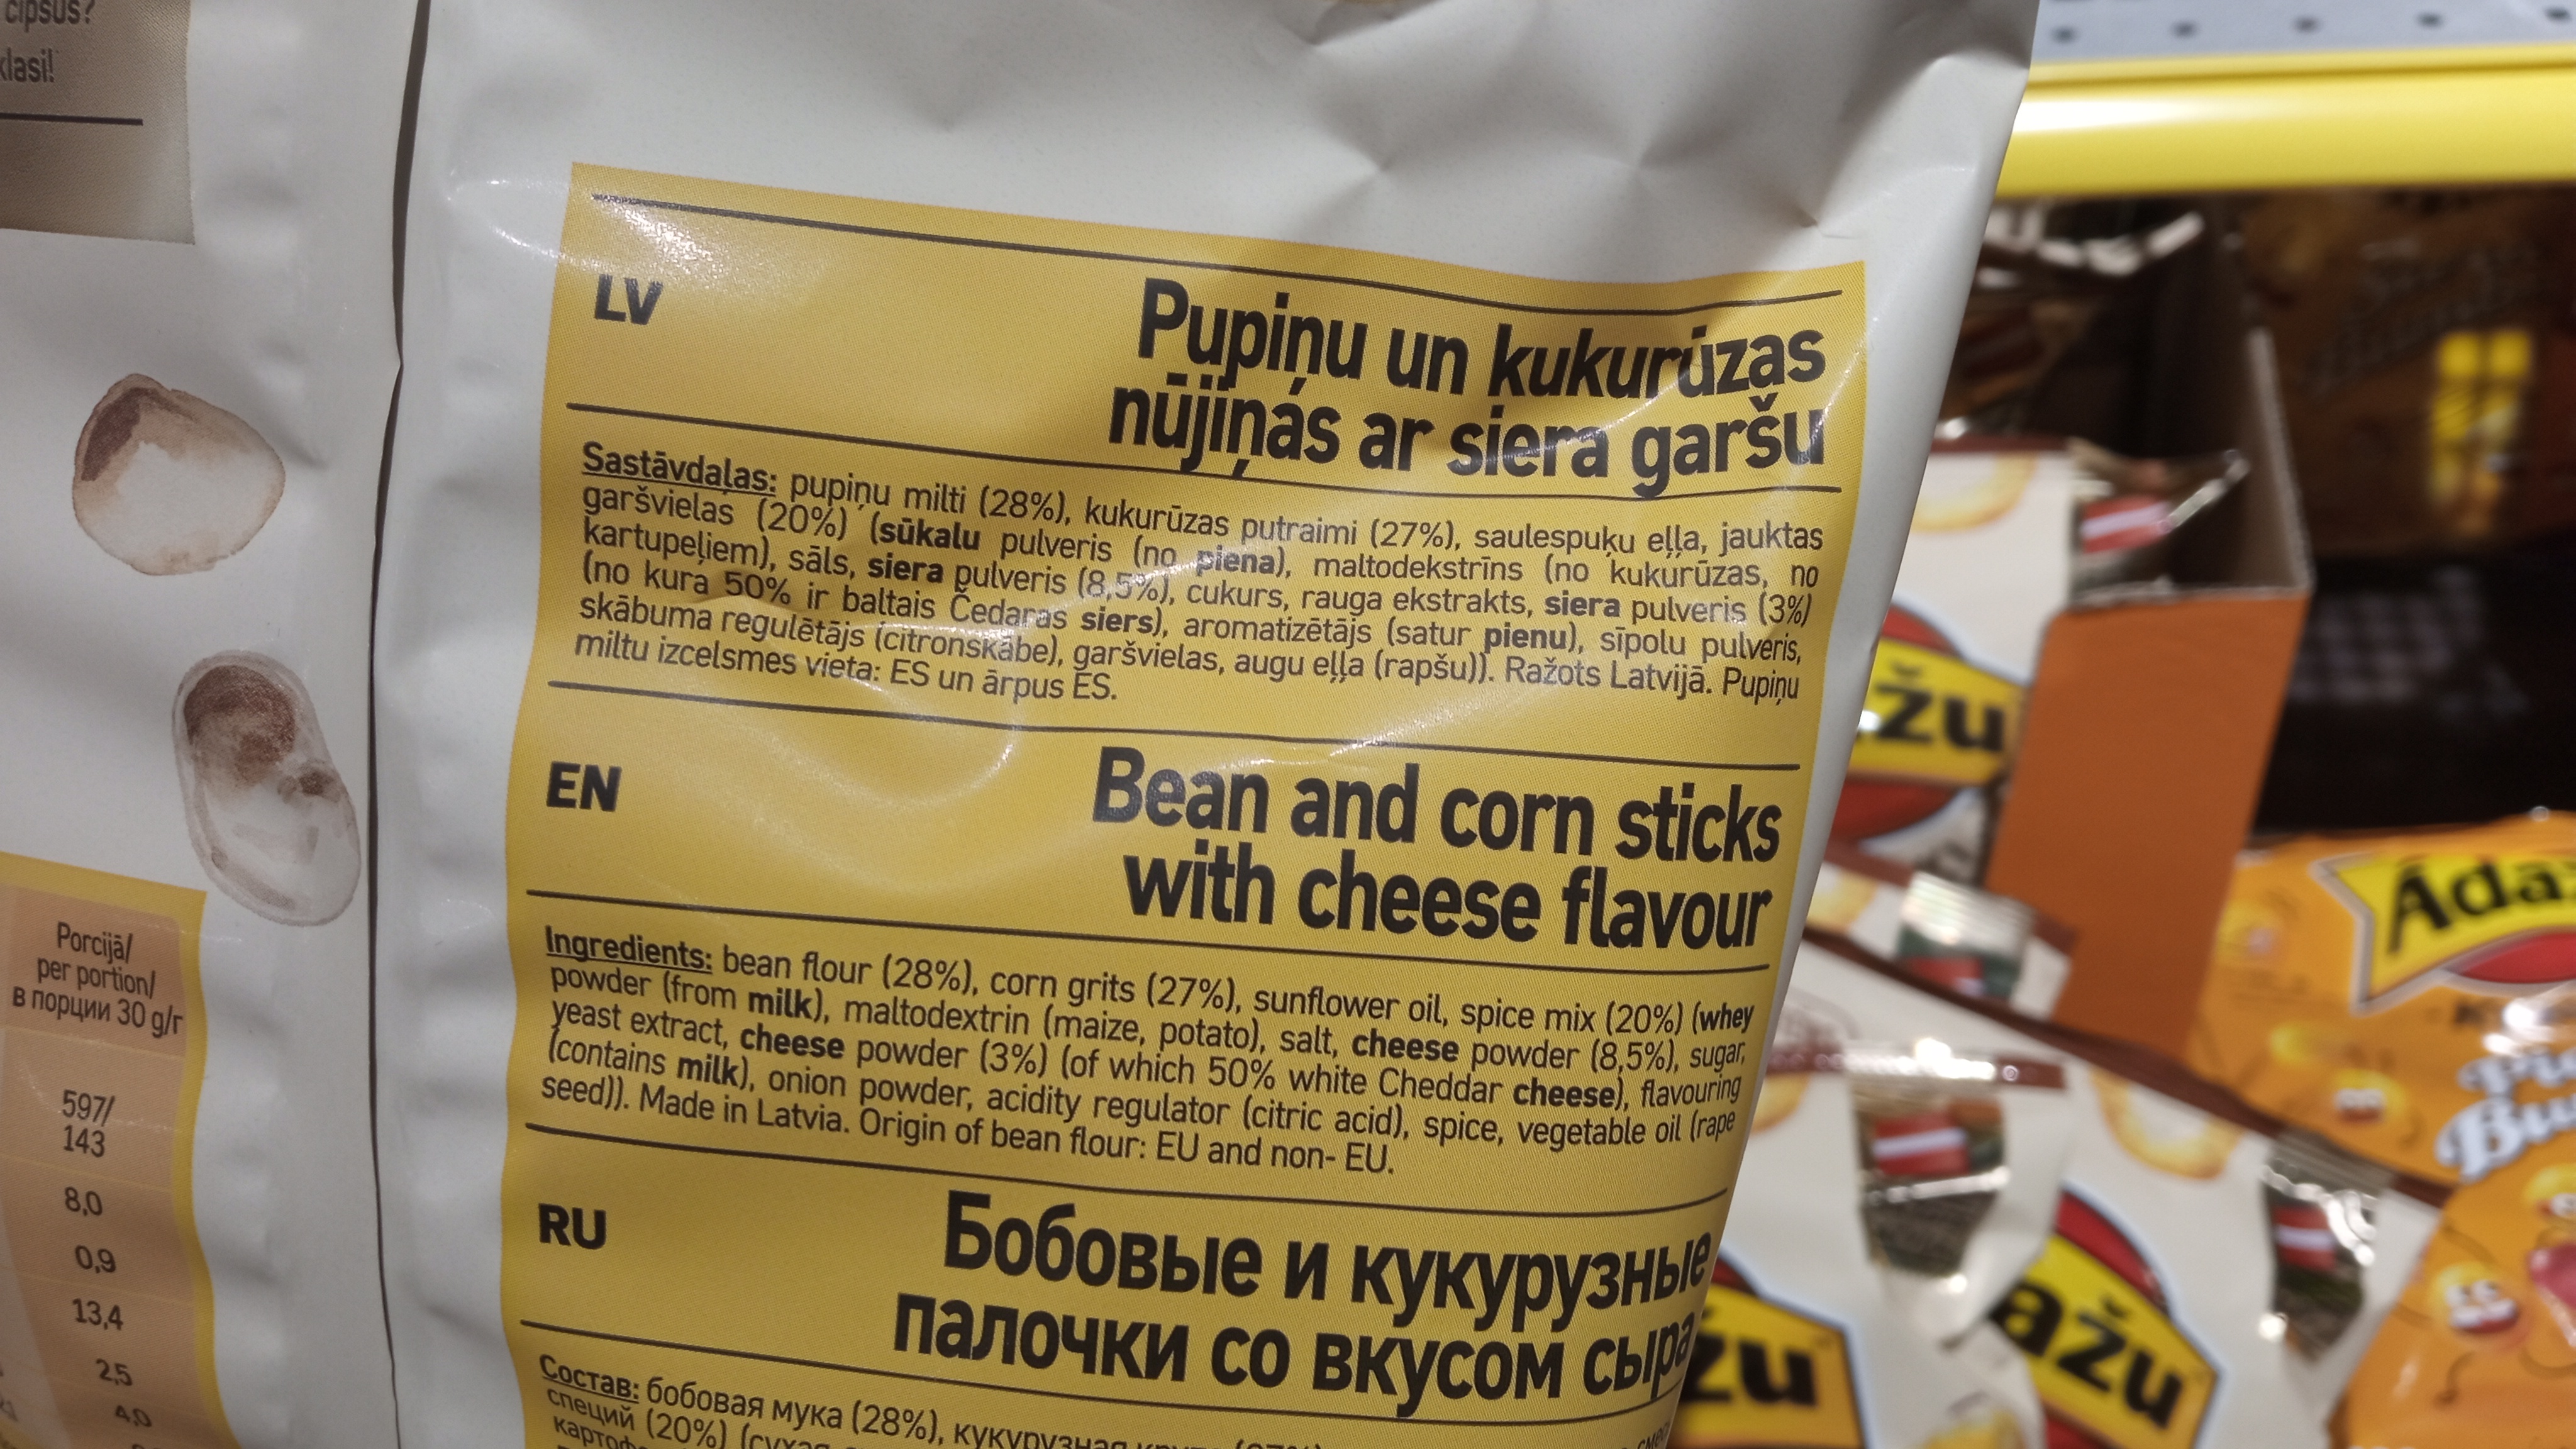 čipsus?
klasi!
LV
Pupiņu un kukurūzas
nūjiņas ar siera garšu
Sastāvdaļas: pupiņu milti (28%), kukurūzas putraimi (27%), saulespuķu eļļa, jauktas
garšvielas (20%) (sūkalu pulveris (no piena), maltodekstrīns (no kukurūzas, no
kartupeļiem), sāls, siera pulveris (8,5%), cukurs, rauga ekstrakts, siera pulveris (3%)
(no kura 50% ir baltais Čedaras siers), aromatizētājs (satur pienu), sīpolu pulveris,
skābuma regulētājs (citronskābe), garšvielas, augu eļļa (rapšu)). Ražots Latvijā. Pupiņu
miltu izcelsmes vieta: ES un ārpus ES.
EN
Bean and corn sticks
with cheese flavour
Ingredients: bean flour (28%), corn grits (27%), sunflower oil, spice mix (20%) (whey
powder (from milk), maltodextrin (maize, potato), salt, cheese powder (8,5%), sugar,
yeast extract, cheese powder (3%) (of which 50% white Cheddar cheese), flavouring
(contains milk), onion powder, acidity regulator (citric acid), spice, vegetable oil (rape
seed)). Made in Latvia. Origin of bean flour: EU and non- EU.
RU
Бобовые и кукурузные
палочки со вкусом сыра
Состав: бобовая мука (28%), кукурузная
специй (20%)
Porcijā/
per portion/
в порции 30 g/г
597/
143
8,0
0,9
13,4
2,5
4,0
ažu